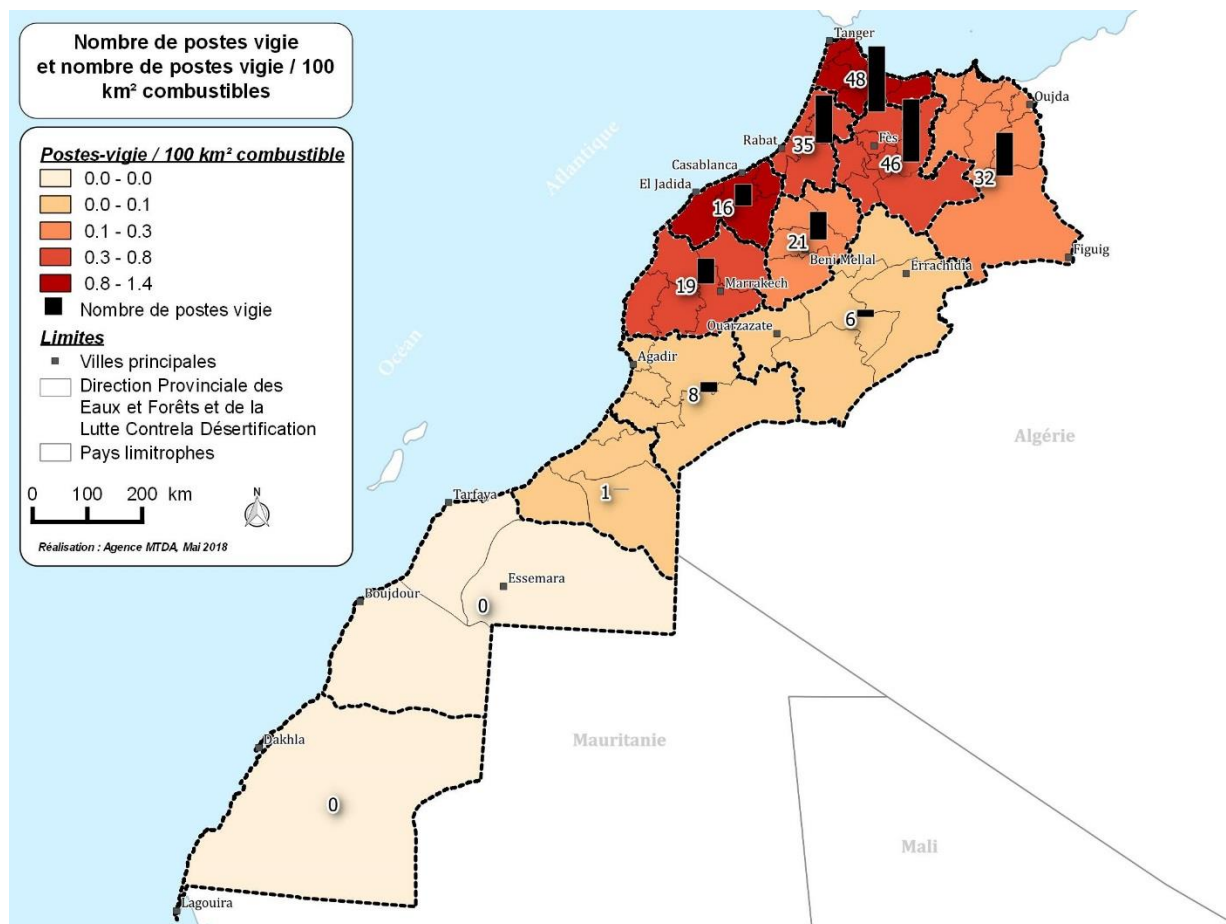 Nombre de postes vigie
et nombre de postes vigie / 100
km² combustibles
Postes-vigie / 100 km² combustible
0.0 - 0.0
0.0 - 0.1
0.1 - 0.3
0.3 - 0.8
0.8 - 1.4
Nombre de postes vigie
Limites
Villes principales
Direction Provinciale des
Eaux et Forêts et de la
Lutte Contrela Désertification
Pays limitrophes
0 100 200 km
N
Réalisation : Agence MTDA, Mai 2018
Tanger
48
Oujda
Atlantique
Rabat
35
Fès
46
32
Casablanca
El Jadida
16
21
Beni Mellal
Figuig
Errachidia
19
Marrakech
Ouarzazate
6
Océan
Agadir
8
Algérie
Tarfaya
1
Essemara
Boujdour
0
Dakhla
Mauritanie
0
Mali
Lagouira